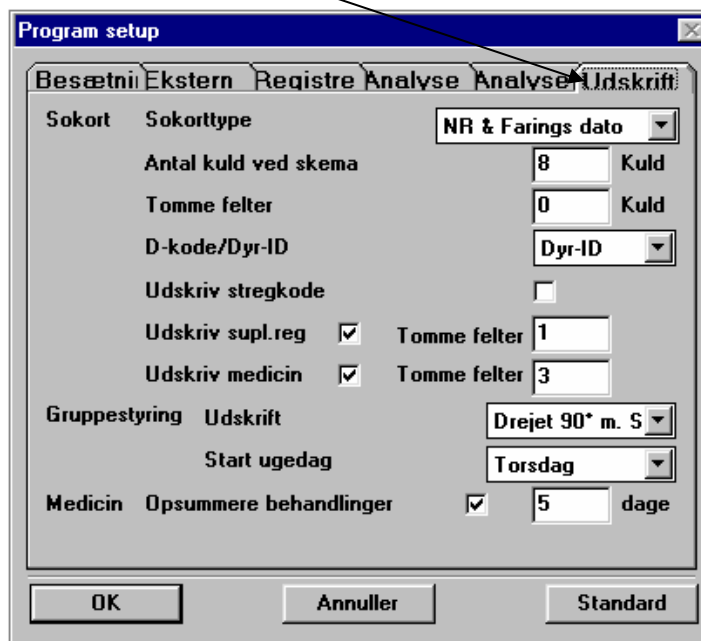 Program setup
Besætni Ekstern Registre Analyse Analyse Udskrift
Sokort Sokorttype NR & Farings dato
Antal kuld ved skema 8 Kuld
Tomme felter 0 Kuld
D-kode/Dyr-ID Dyr-ID
Udskriv stregkode
Udskriv supl.reg Tomme felter 1
Udskriv medicin Tomme felter 3
Gruppestyring Udskrift Drejet 90° m. S
Start ugedag Torsdag
Medicin Opsummere behandlinger 5 dage
OK Annuller Standard